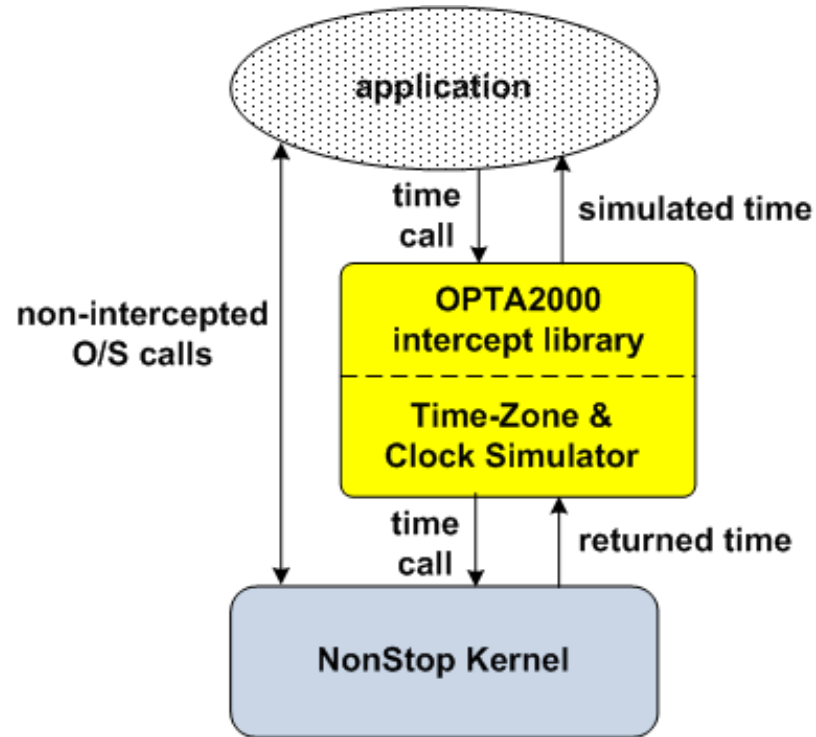 application
time
call
simulated time
OPTA2000
intercept library
non-intercepted
O/S calls
Time-Zone &
Clock Simulator
time
call
returned time
NonStop Kernel